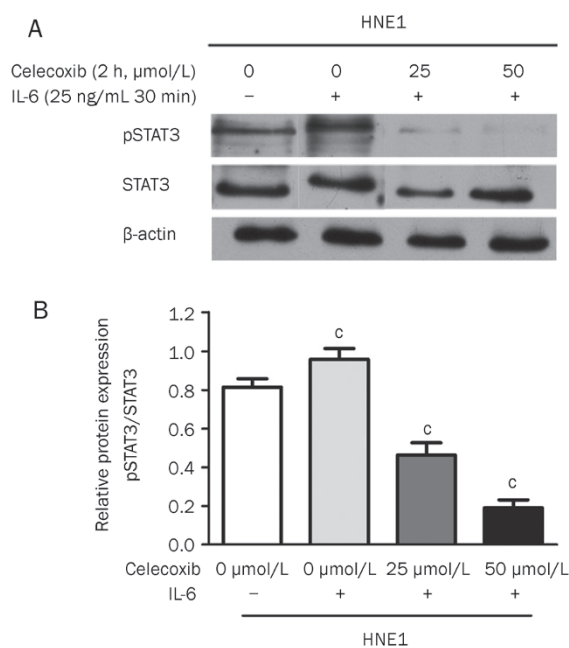 A
HNE1
Celecoxib (2 h, μmol/L) 0 0 25 50
IL-6 (25 ng/mL 30 min) – + + +
pSTAT3
STAT3
β-actin
B
Relative protein expression
pSTAT3/STAT3
1.2
1.0
0.8
0.6
0.4
0.2
0.0
c
c
c
Celecoxib 0 μmol/L 0 μmol/L 25 μmol/L 50 μmol/L
IL-6 – + + +
HNE1